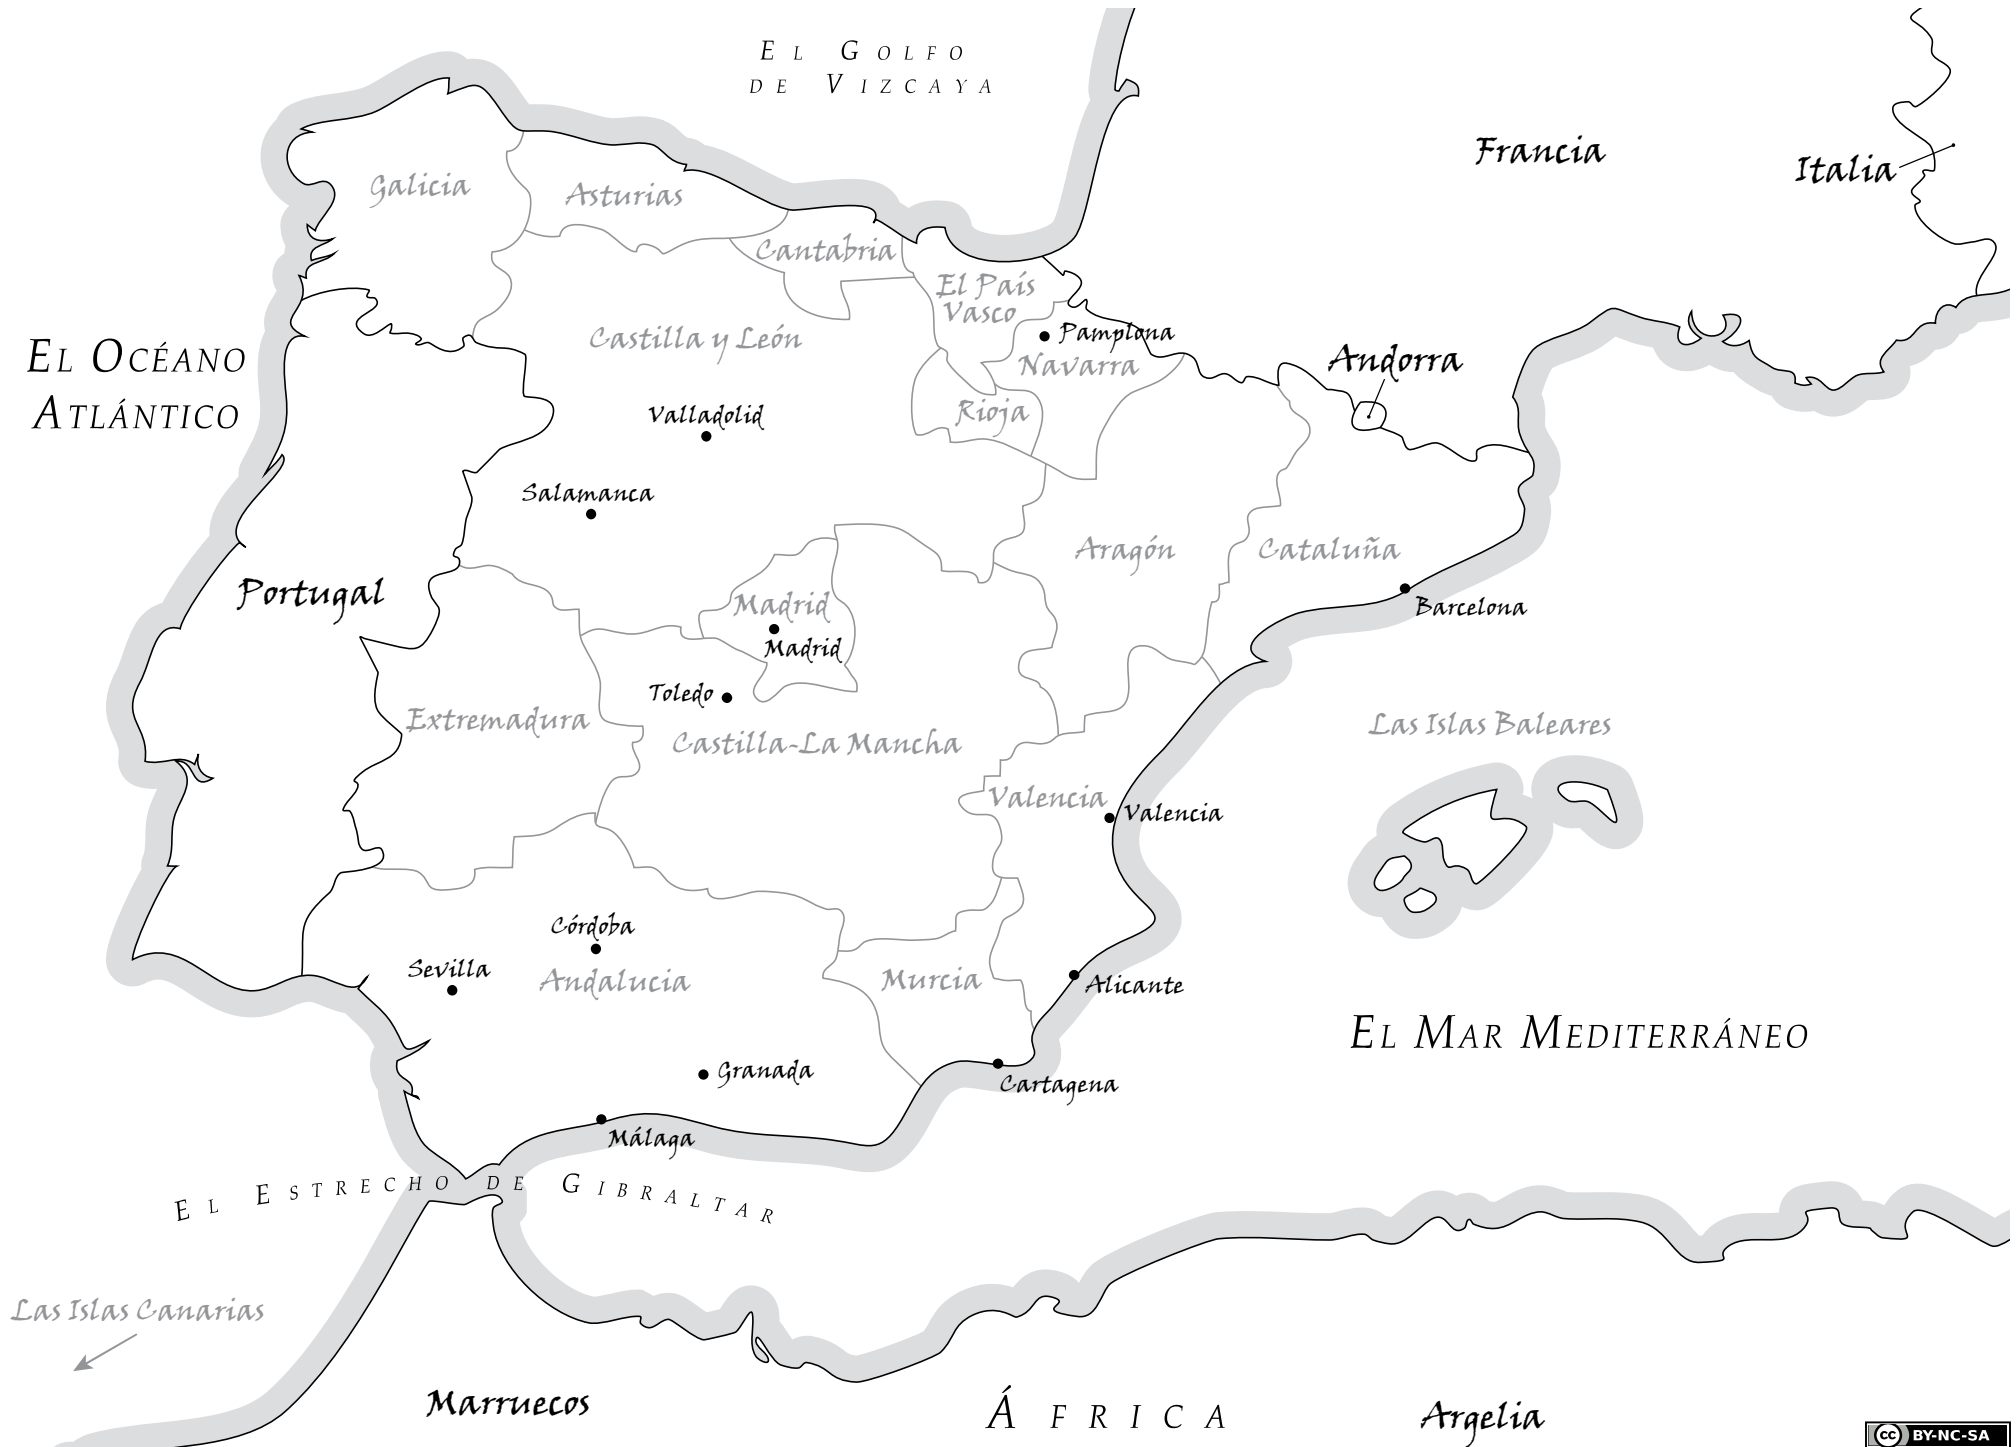 El Golfo
de Vizcaya
Francia
Italia
Galicia
Asturias
Cantabria
El País
Vasco
Castilla y León
Pamplona
Navarra
Andorra
El Océano
Atlántico
Rioja
Valladolid
Salamanca
Aragón
Cataluña
Portugal
Madrid
Madrid
Barcelona
Toledo
Extremadura
Castilla-La Mancha
Las Islas Baleares
Valencia
Valencia
Córdoba
Sevilla
Andalucia
Murcia
Alicante
El Mar Mediterráneo
Granada
Cartagena
Málaga
El Estrecho de Gibraltar
Las Islas Canarias
Marruecos
África
Argelia
cc BY-NC-SA